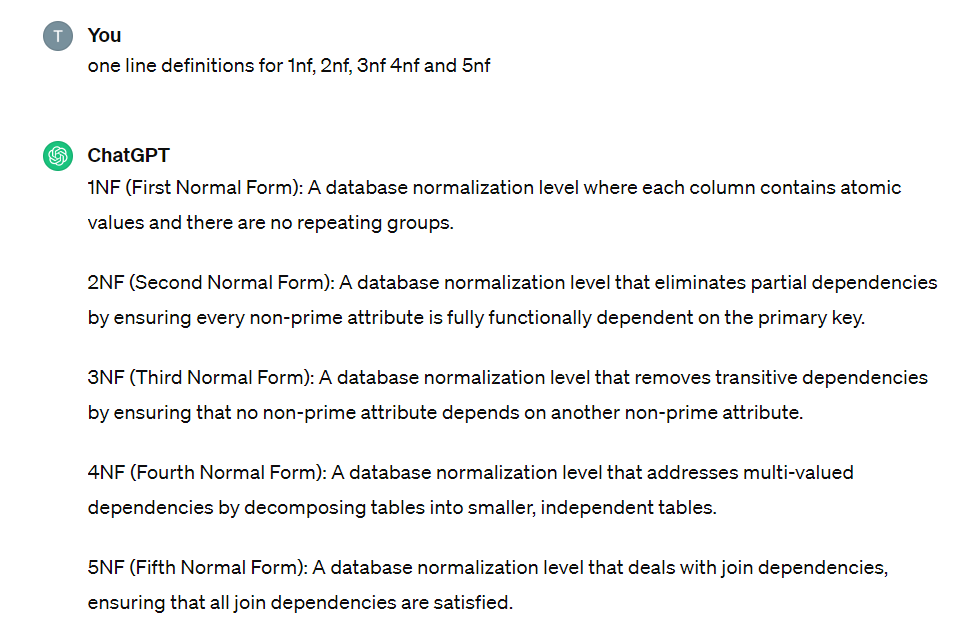 T
You
one line definitions for 1nf, 2nf, 3nf 4nf and 5nf
ChatGPT
1NF (First Normal Form): A database normalization level where each column contains atomic
values and there are no repeating groups.
2NF (Second Normal Form): A database normalization level that eliminates partial dependencies
by ensuring every non-prime attribute is fully functionally dependent on the primary key.
3NF (Third Normal Form): A database normalization level that removes transitive dependencies
by ensuring that no non-prime attribute depends on another non-prime attribute.
4NF (Fourth Normal Form): A database normalization level that addresses multi-valued
dependencies by decomposing tables into smaller, independent tables.
5NF (Fifth Normal Form): A database normalization level that deals with join dependencies,
ensuring that all join dependencies are satisfied.